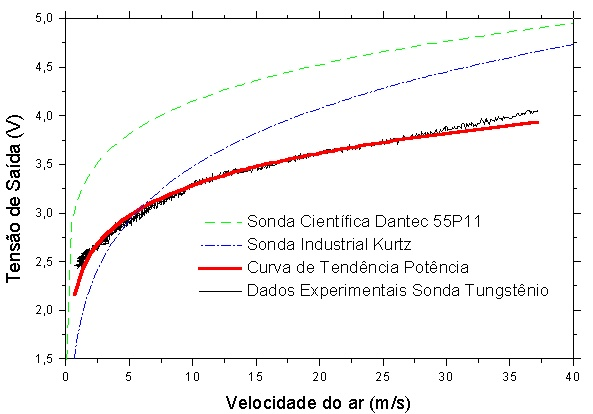 5,0
4,5
4,0
3,5
3,0
2,5
2,0
1,5
Tensão de Saída (V)
Sonda Científica Dantec 55P11
Sonda Industrial Kurtz
Curva de Tendência Potência
Dados Experimentais Sonda Tungstênio
0 5 10 15 20 25 30 35 40
Velocidade do ar (m/s)